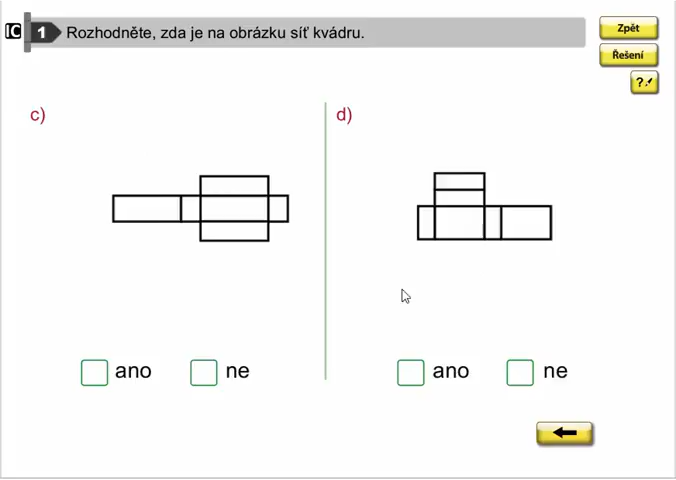 IC 1 Rozhodněte, zda je na obrázku síť kvádru.
Zpět
Řešení
?
c)
d)
ano
ne
ano
ne